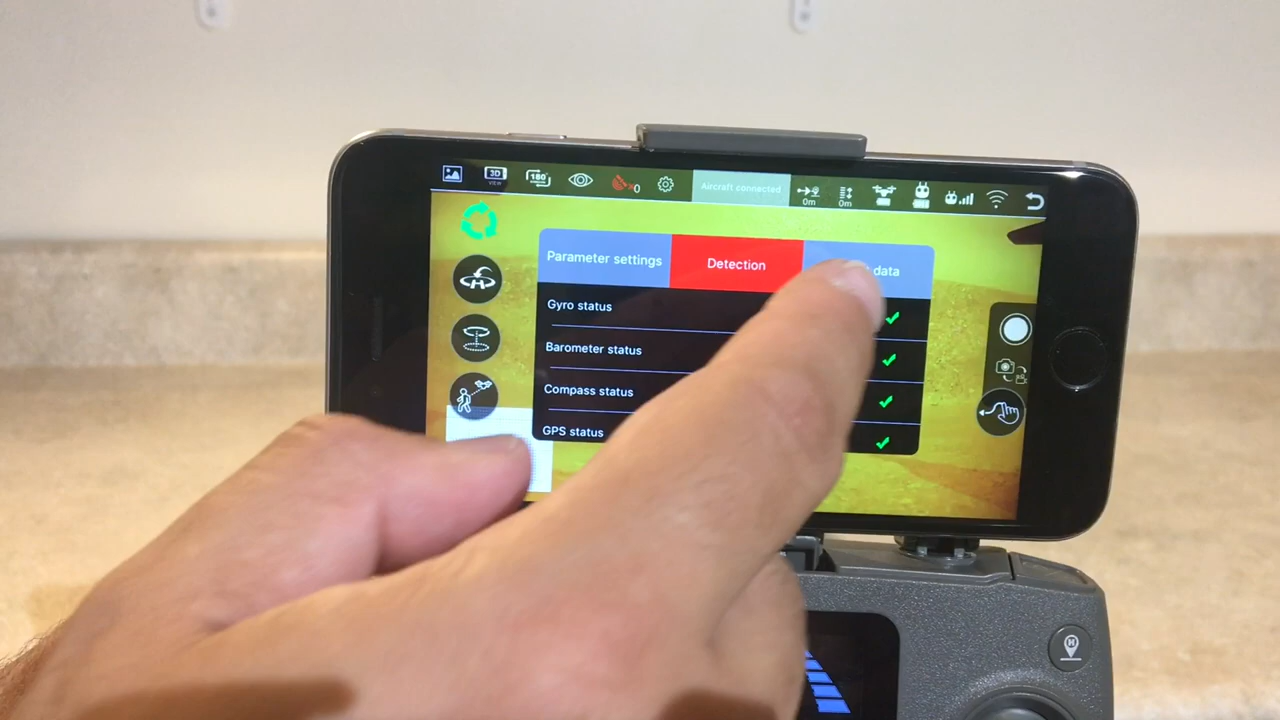 3D
VIEW
180°
×0
Aircraft connected
0m
0m
Parameter settings
Detection
data
Gyro status
Barometer status
Compass status
GPS status
H
H